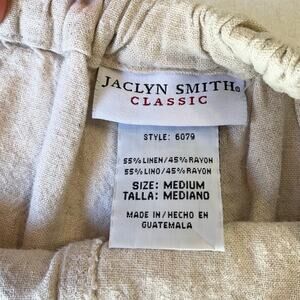 JACLYN SMITH®
CLASSIC
STYLE: 6079
55% LINEN/45% RAYON
55% LINO/45% RAYON
SIZE: MEDIUM
TALLA: MEDIANO
MADE IN/HECHO EN
GUATEMALA